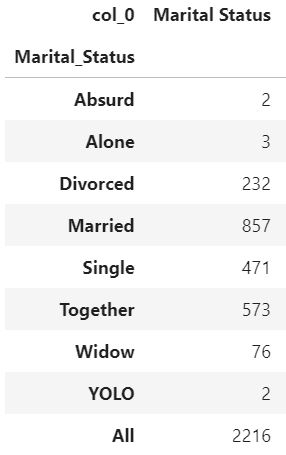 col_0 Marital Status
Marital_Status
Absurd 2
Alone 3
Divorced 232
Married 857
Single 471
Together 573
Widow 76
YOLO 2
All 2216